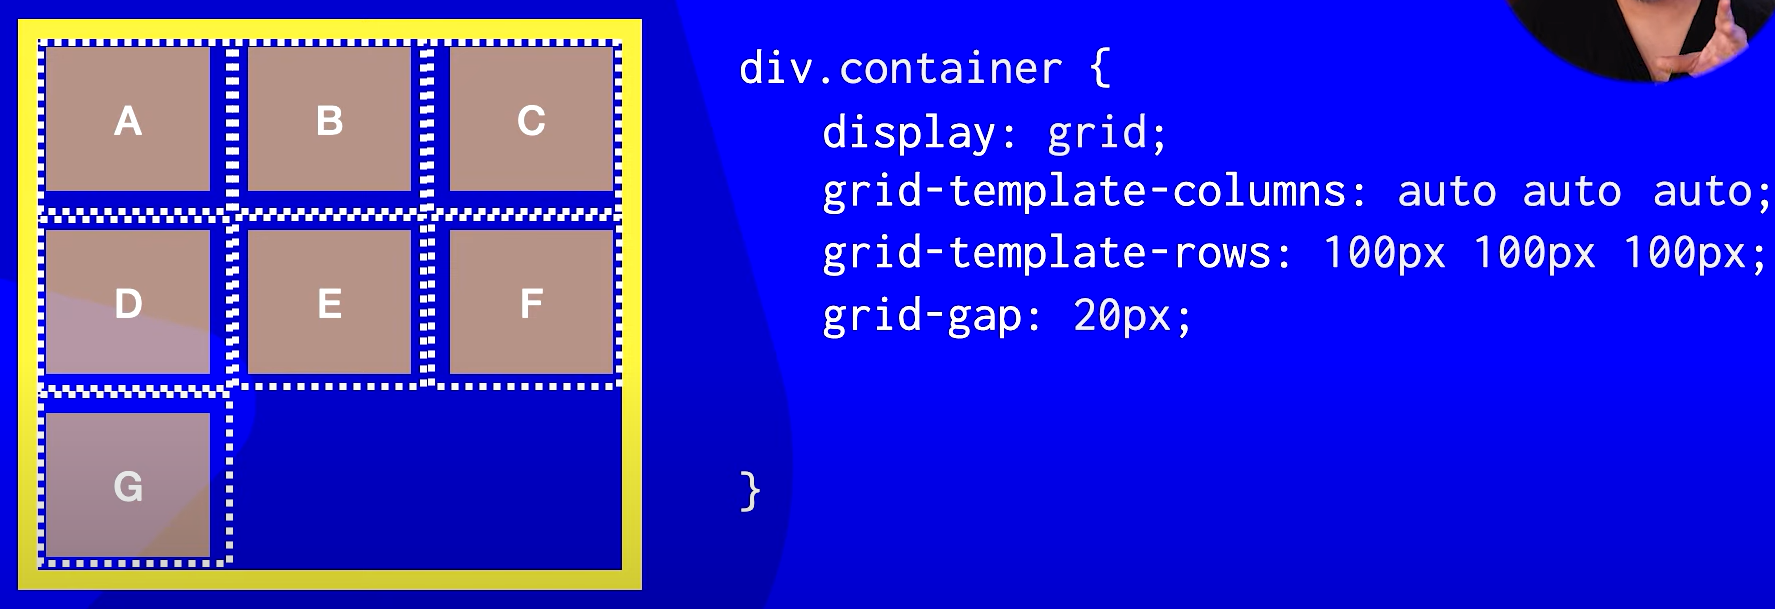 A B C
D E F
G
div.container {
display: grid;
grid-template-columns: auto auto auto;
grid-template-rows: 100px 100px 100px;
grid-gap: 20px;
}